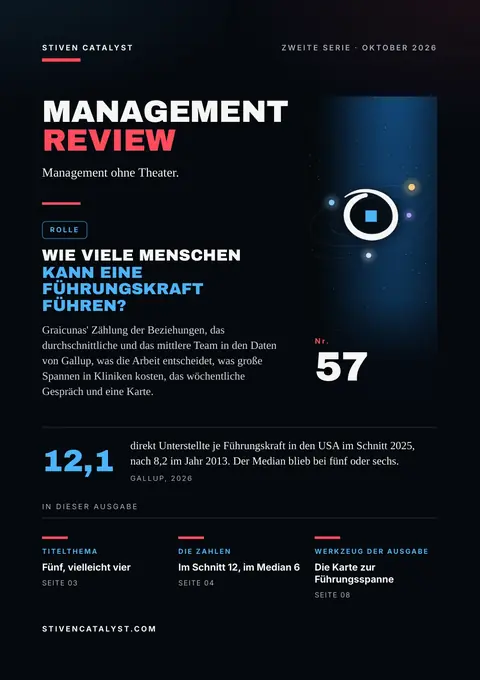 STIVEN CATALYST
ZWEITE SERIE · OKTOBER 2026
MANAGEMENT
REVIEW
Management ohne Theater.
ROLLE
WIE VIELE MENSCHEN
KANN EINE
FÜHRUNGSKRAFT
FÜHREN?
Graicunas' Zählung der Beziehungen, das
durchschnittliche und das mittlere Team in den Daten
von Gallup, was die Arbeit entscheidet, was große
Spannen in Kliniken kosten, das wöchentliche
Gespräch und eine Karte.
Nr.
57
12,1
direkt Unterstellte je Führungskraft in den USA im Schnitt 2025,
nach 8,2 im Jahr 2013. Der Median blieb bei fünf oder sechs.
GALLUP, 2026
IN DIESER AUSGABE
TITELTHEMA
Fünf, vielleicht vier
SEITE 03
DIE ZAHLEN
Im Schnitt 12, im Median 6
SEITE 04
WERKZEUG DER AUSGABE
Die Karte zur
Führungsspanne
SEITE 08
STIVENCATALYST.COM